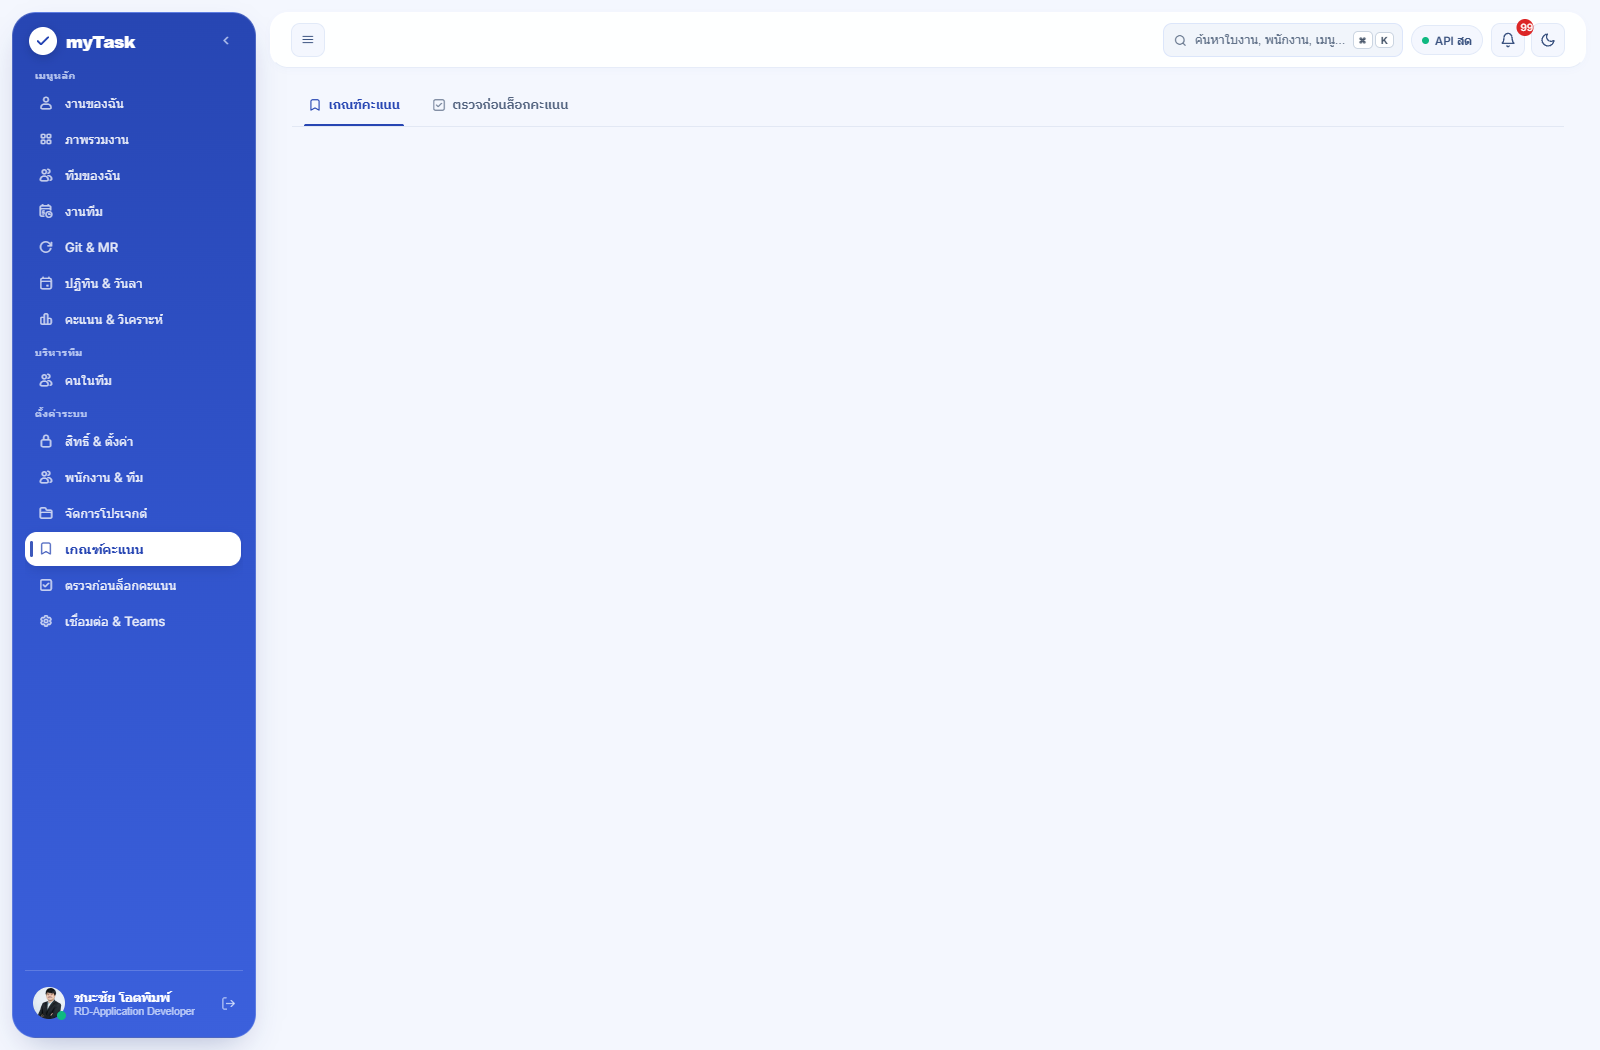 myTask
เมนูหลัก
งานของฉัน
ภาพรวมงาน
ทีมของฉัน
งานทีม
Git & MR
ปฏิทิน & วันลา
คะแนน & วิเคราะห์
บริหารทีม
คนในทีม
ตั้งค่าระบบ
สิทธิ์ & ตั้งค่า
พนักงาน & ทีม
จัดการโปรเจกต์
เกณฑ์คะแนน
ตรวจก่อนล็อกคะแนน
เชื่อมต่อ & Teams
ชนะชัย โอตพิมพ์
RD-Application Developer
ค้นหาใบงาน, พนักงาน, เมนู... ⌘ K
API สด
99
เกณฑ์คะแนน
ตรวจก่อนล็อกคะแนน